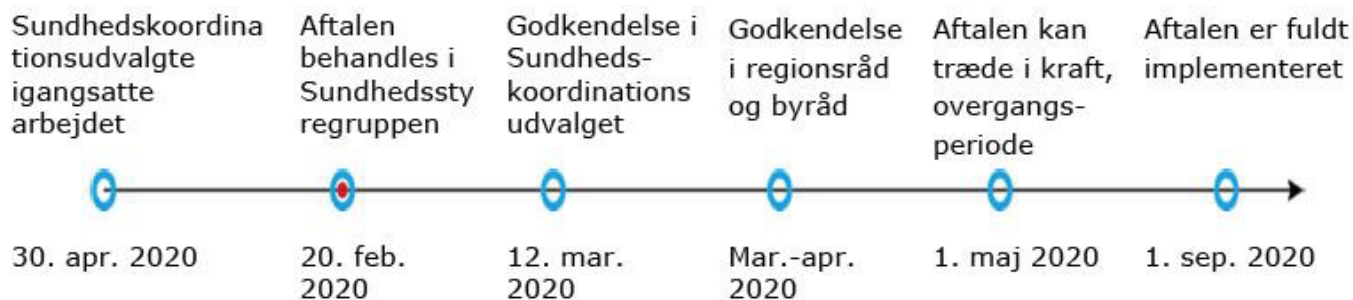 Sundhedskoordina
tionsudvalgte
igangsatte
arbejdet
Aftalen
behandles i
Sundhedssty
regruppen
Godkendelse i
Sundheds-
koordinations
udvalget
Godkendelse
i regionsråd
og byråd
Aftalen kan
træde i kraft,
overgangs-
periode
Aftalen er fuldt
implementeret
30. apr. 2020
20. feb.
2020
12. mar.
2020
Mar.-apr.
2020
1. maj 2020
1. sep. 2020